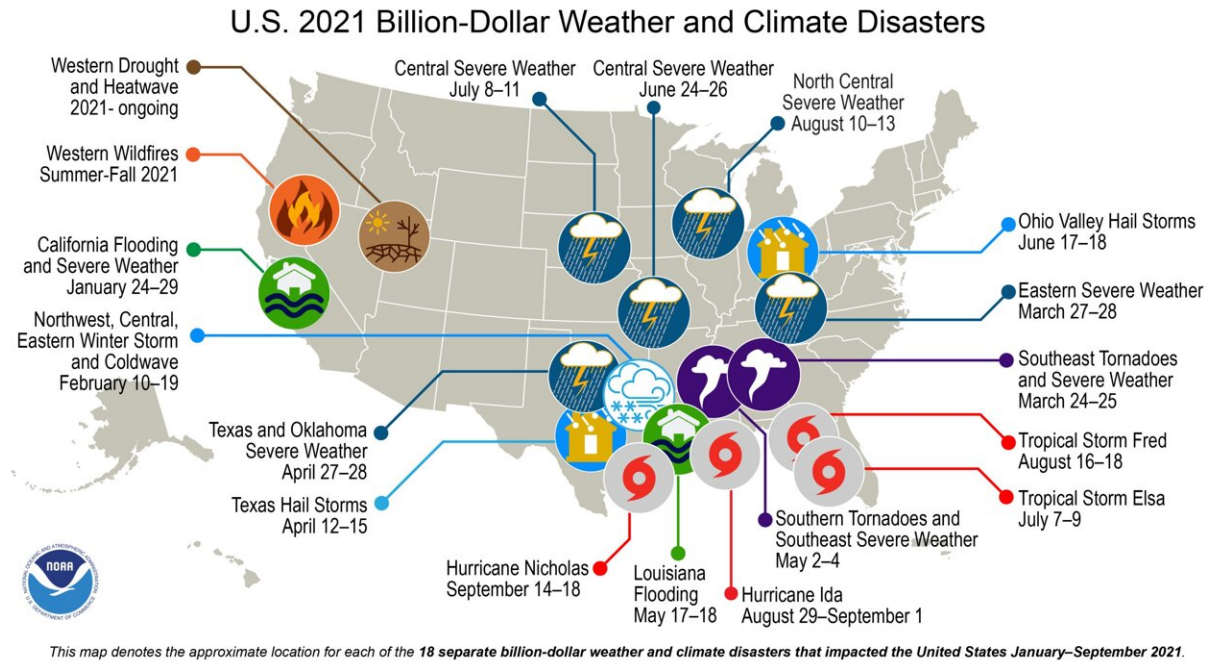 U.S. 2021 Billion-Dollar Weather and Climate Disasters
Western Drought
and Heatwave
2021- ongoing
Central Severe Weather
July 8–11
Central Severe Weather
June 24–26
North Central
Severe Weather
August 10–13
Western Wildfires
Summer-Fall 2021
California Flooding
and Severe Weather
January 24–29
Northwest, Central,
Eastern Winter Storm
and Coldwave
February 10–19
Ohio Valley Hail Storms
June 17–18
Eastern Severe Weather
March 27–28
Southeast Tornadoes
and Severe Weather
March 24–25
Texas and Oklahoma
Severe Weather
April 27–28
Texas Hail Storms
April 12–15
Tropical Storm Fred
August 16–18
Tropical Storm Elsa
July 7–9
Southern Tornadoes and
Southeast Severe Weather
May 2–4
Hurricane Nicholas
September 14–18
Louisiana
Flooding
May 17–18
Hurricane Ida
August 29–September 1
NATIONAL OCEANIC AND ATMOSPHERIC ADMINISTRATION
NOAA
U.S. DEPARTMENT OF COMMERCE
This map denotes the approximate location for each of the 18 separate billion-dollar weather and climate disasters that impacted the United States January–September 2021.